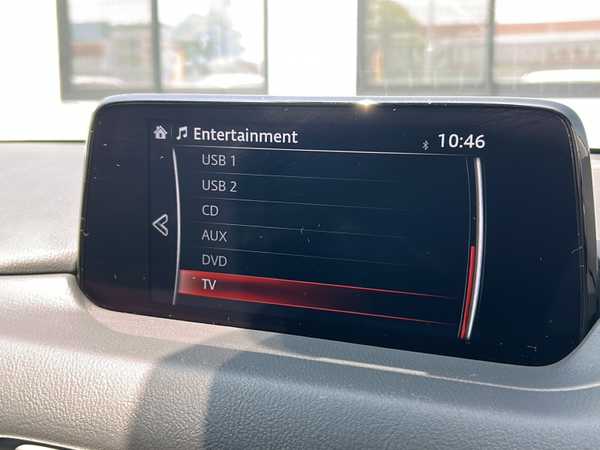 Entertainment 10:46
USB 1
USB 2
CD
AUX
DVD
TV